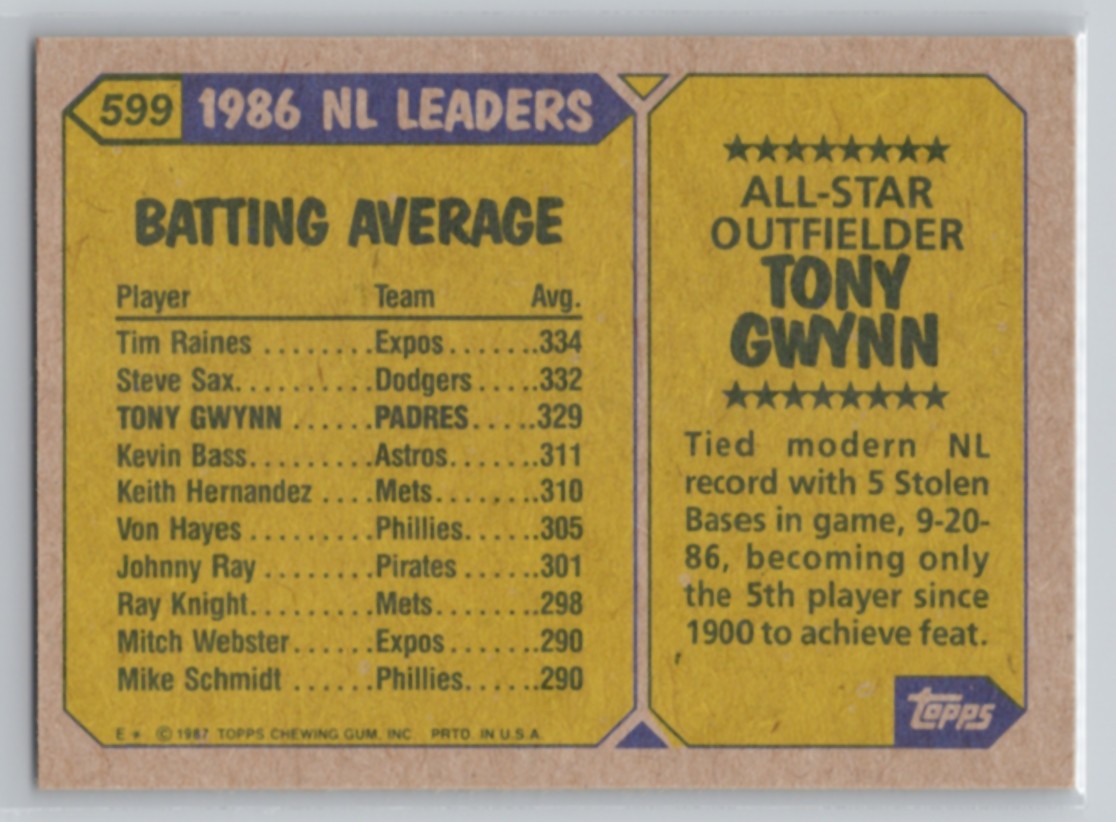 599 1986 NL LEADERS
BATTING AVERAGE
Player Team Avg.
Tim Raines ........Expos.......334
Steve Sax..........Dodgers.....332
TONY GWYNN ......PADRES.....329
Kevin Bass.........Astros.......311
Keith Hernandez ....Mets........310
Von Hayes .........Phillies......305
Johnny Ray ........Pirates ......301
Ray Knight.........Mets........298
Mitch Webster......Expos.......290
Mike Schmidt ......Phillies......290
E * © 1987 TOPPS CHEWING GUM, INC. PRTD. IN U.S.A.
★★★★★★★★
ALL-STAR
OUTFIELDER
TONY
GWYNN
★★★★★★★★
Tied modern NL
record with 5 Stolen
Bases in game, 9-20-
86, becoming only
the 5th player since
1900 to achieve feat.
topps